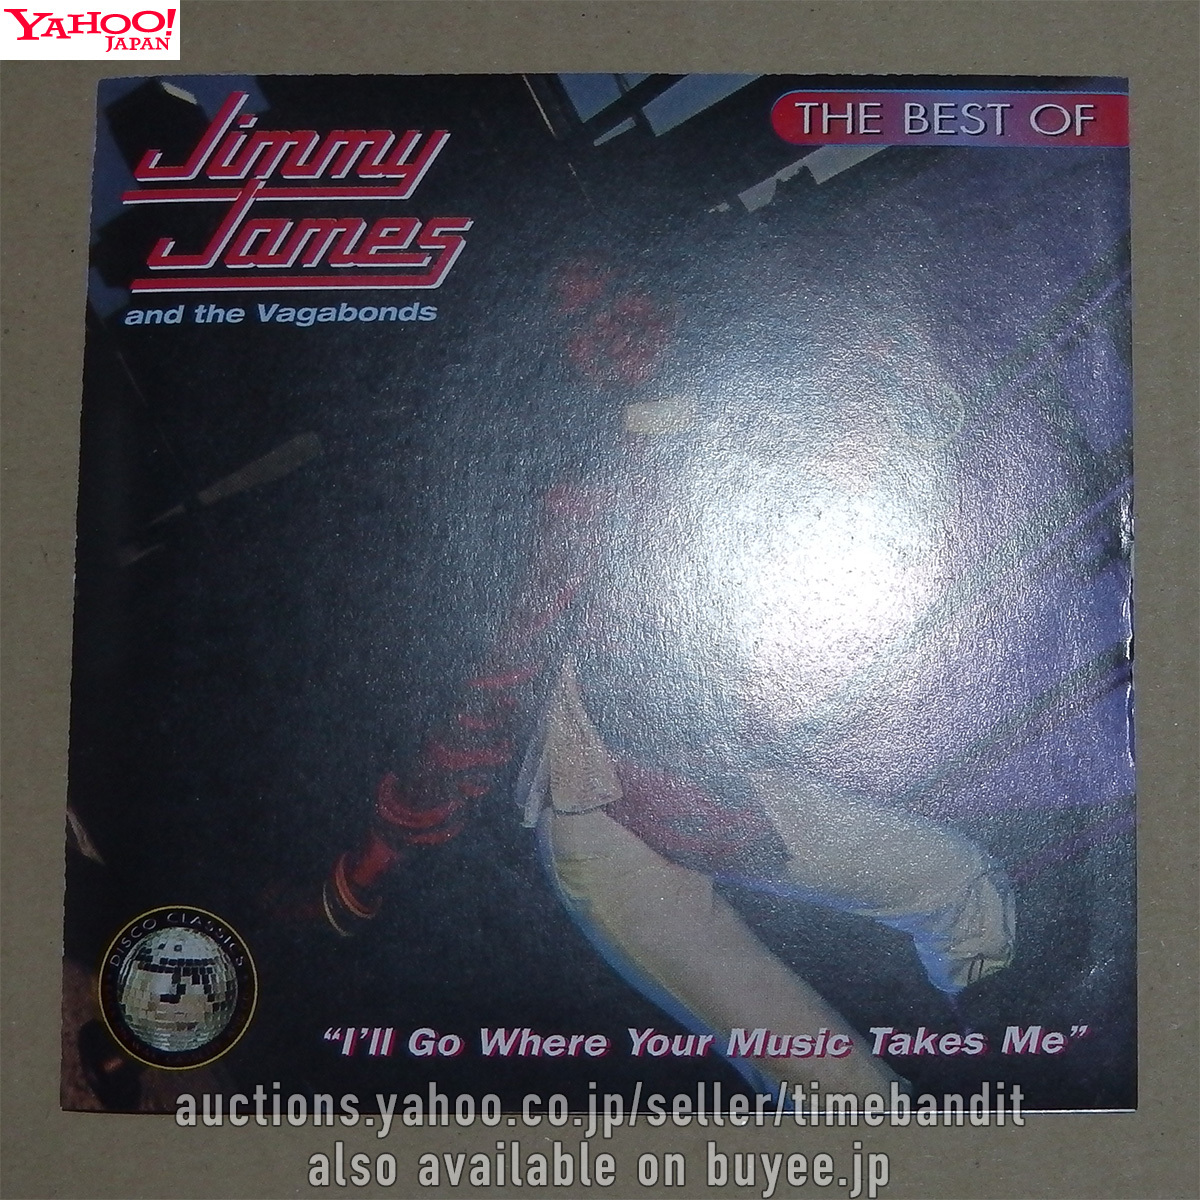 YAHOO!
JAPAN
THE BEST OF
Jimmy
James
and the Vagabonds
DISCO CLASSICS
"I'll Go Where Your Music Takes Me"
auctions.yahoo.co.jp/seller/timebandit
also available on buyee.jp